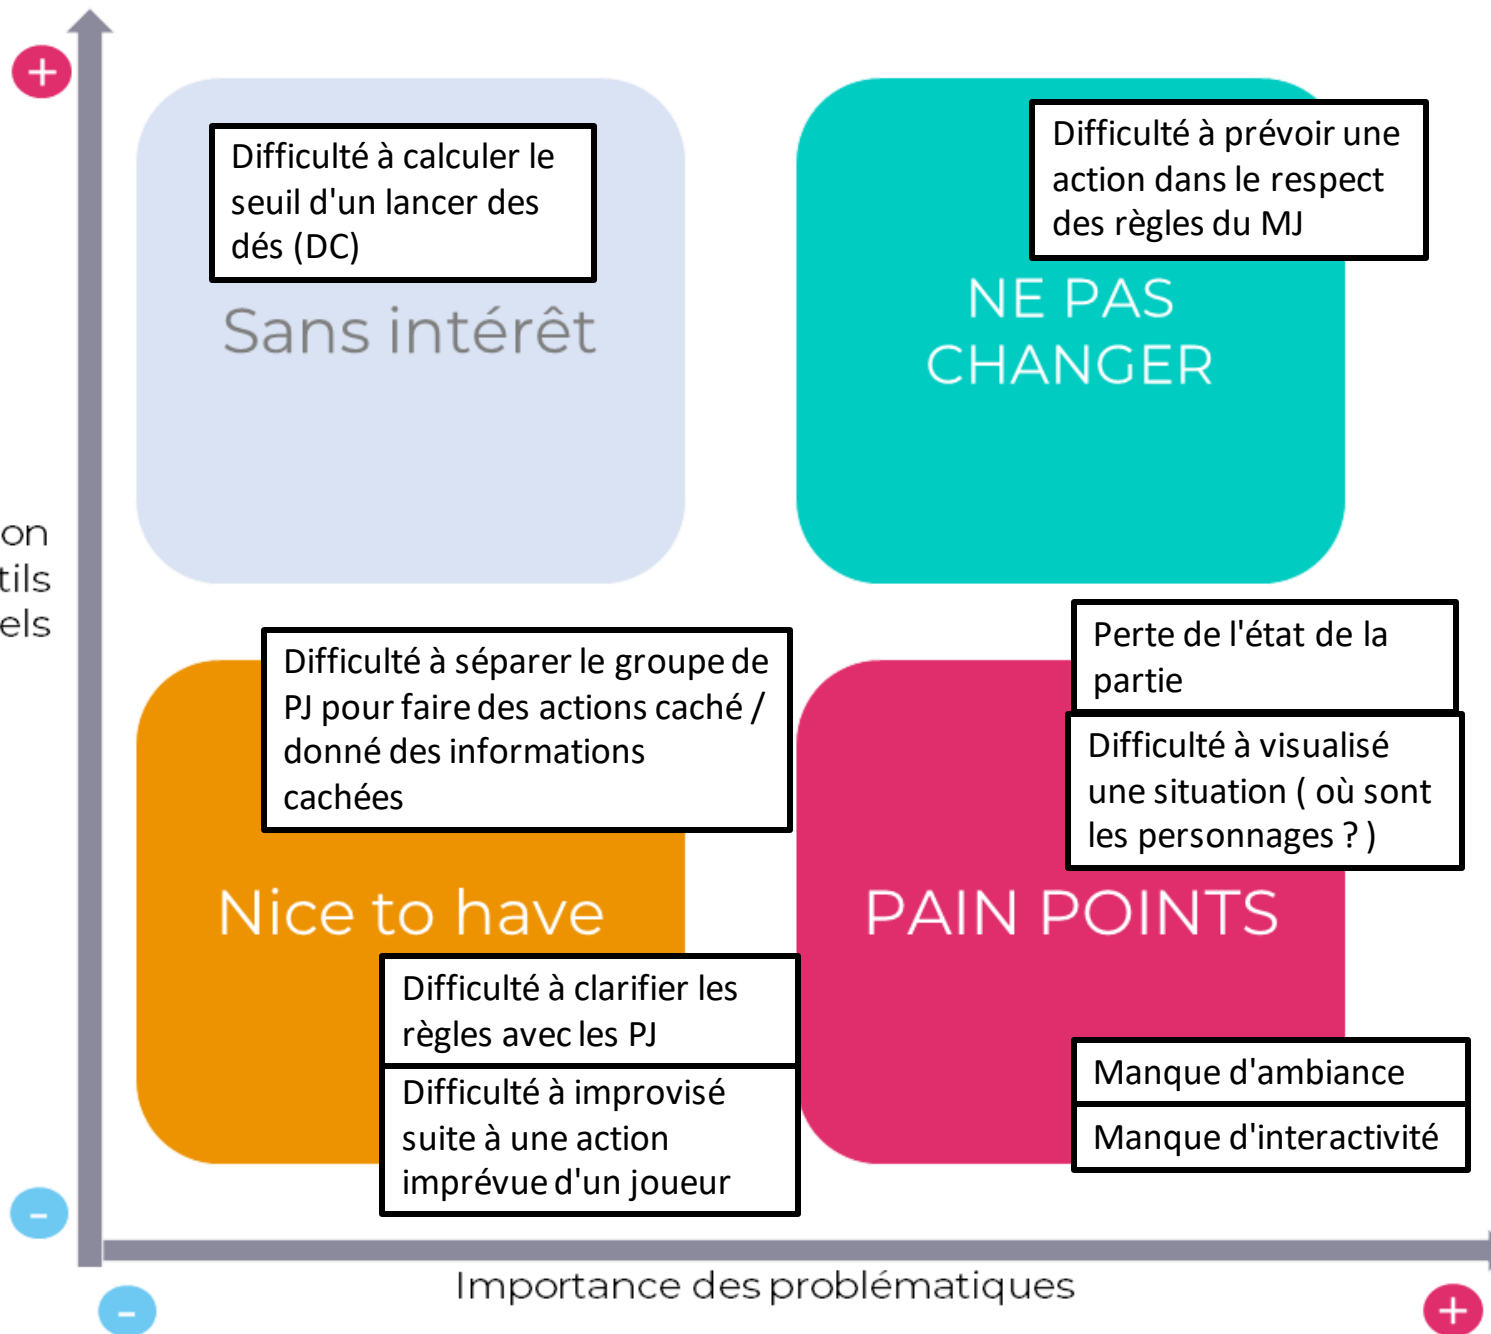 +
Difficulté à calculer le
seuil d'un lancer des
dés (DC)
Sans intérêt
Difficulté à prévoir une
action dans le respect
des règles du MJ
NE PAS
CHANGER
on
tils
els
Difficulté à séparer le groupe de
PJ pour faire des actions caché /
donné des informations
cachées
Nice to have
Difficulté à clarifier les
règles avec les PJ
Difficulté à improvisé
suite à une action
imprévue d'un joueur
Perte de l'état de la
partie
Difficulté à visualisé
une situation ( où sont
les personnages ? )
PAIN POINTS
Manque d'ambiance
Manque d'interactivité
-
-
Importance des problématiques
+